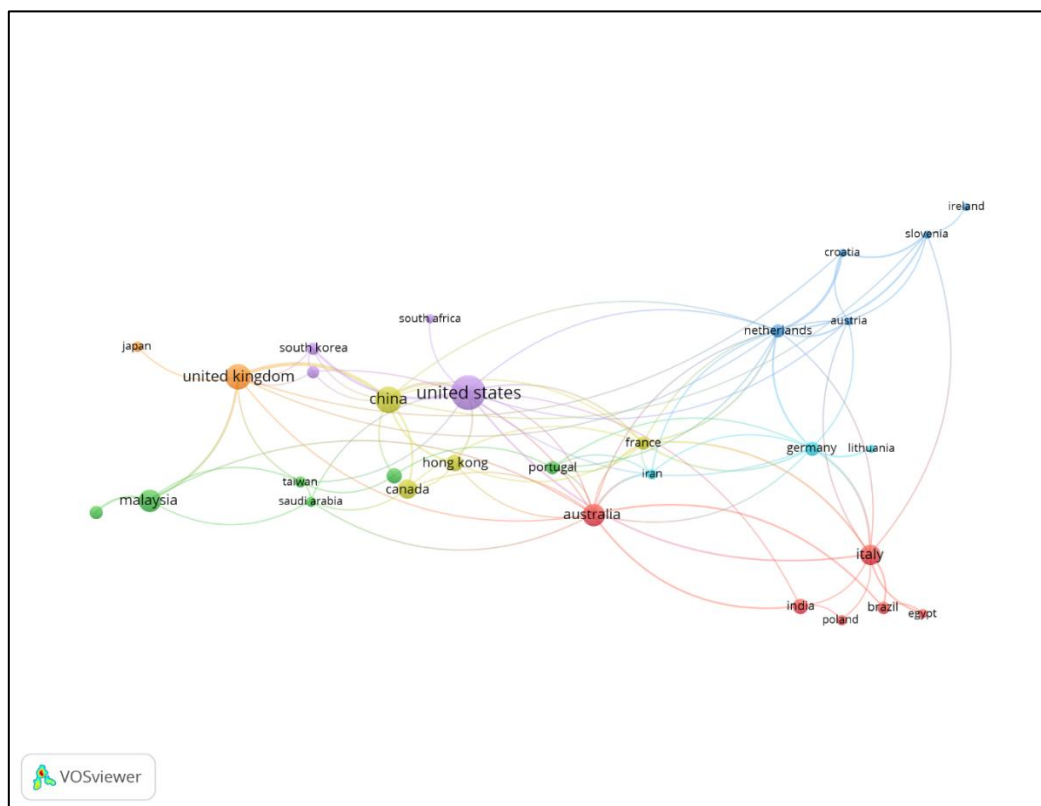 ireland
slovenia
croatia
south africa
netherlands
austria
japan
south korea
united kingdom
united states
china
france
germany
lithuania
hong kong
portugal
iran
taiwan
canada
malaysia
saudi arabia
australia
italy
india
brazil
egypt
poland
VOSviewer